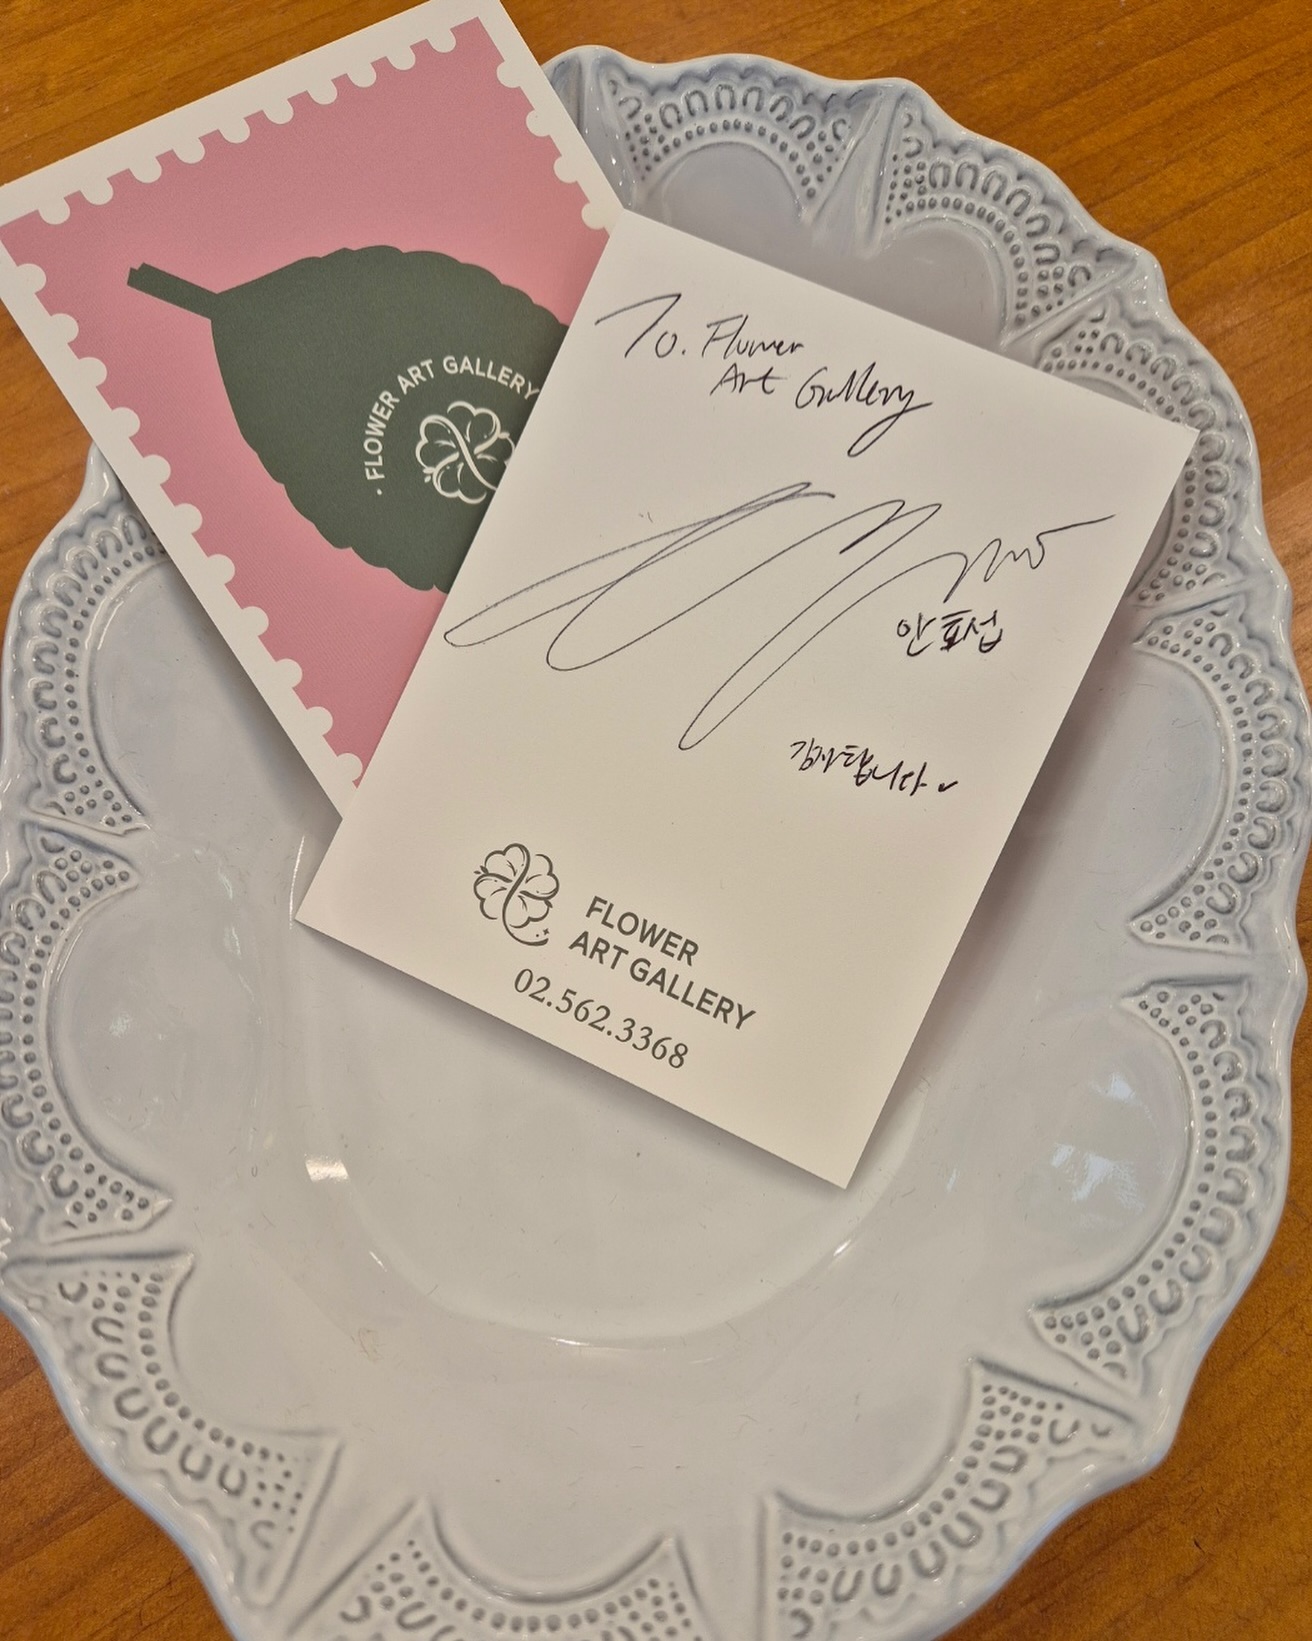 · FLOWER ART GALLERY
To. Flower
Art Gallery
안효섭
감사합니다
FLOWER
ART GALLERY
02.562.3368